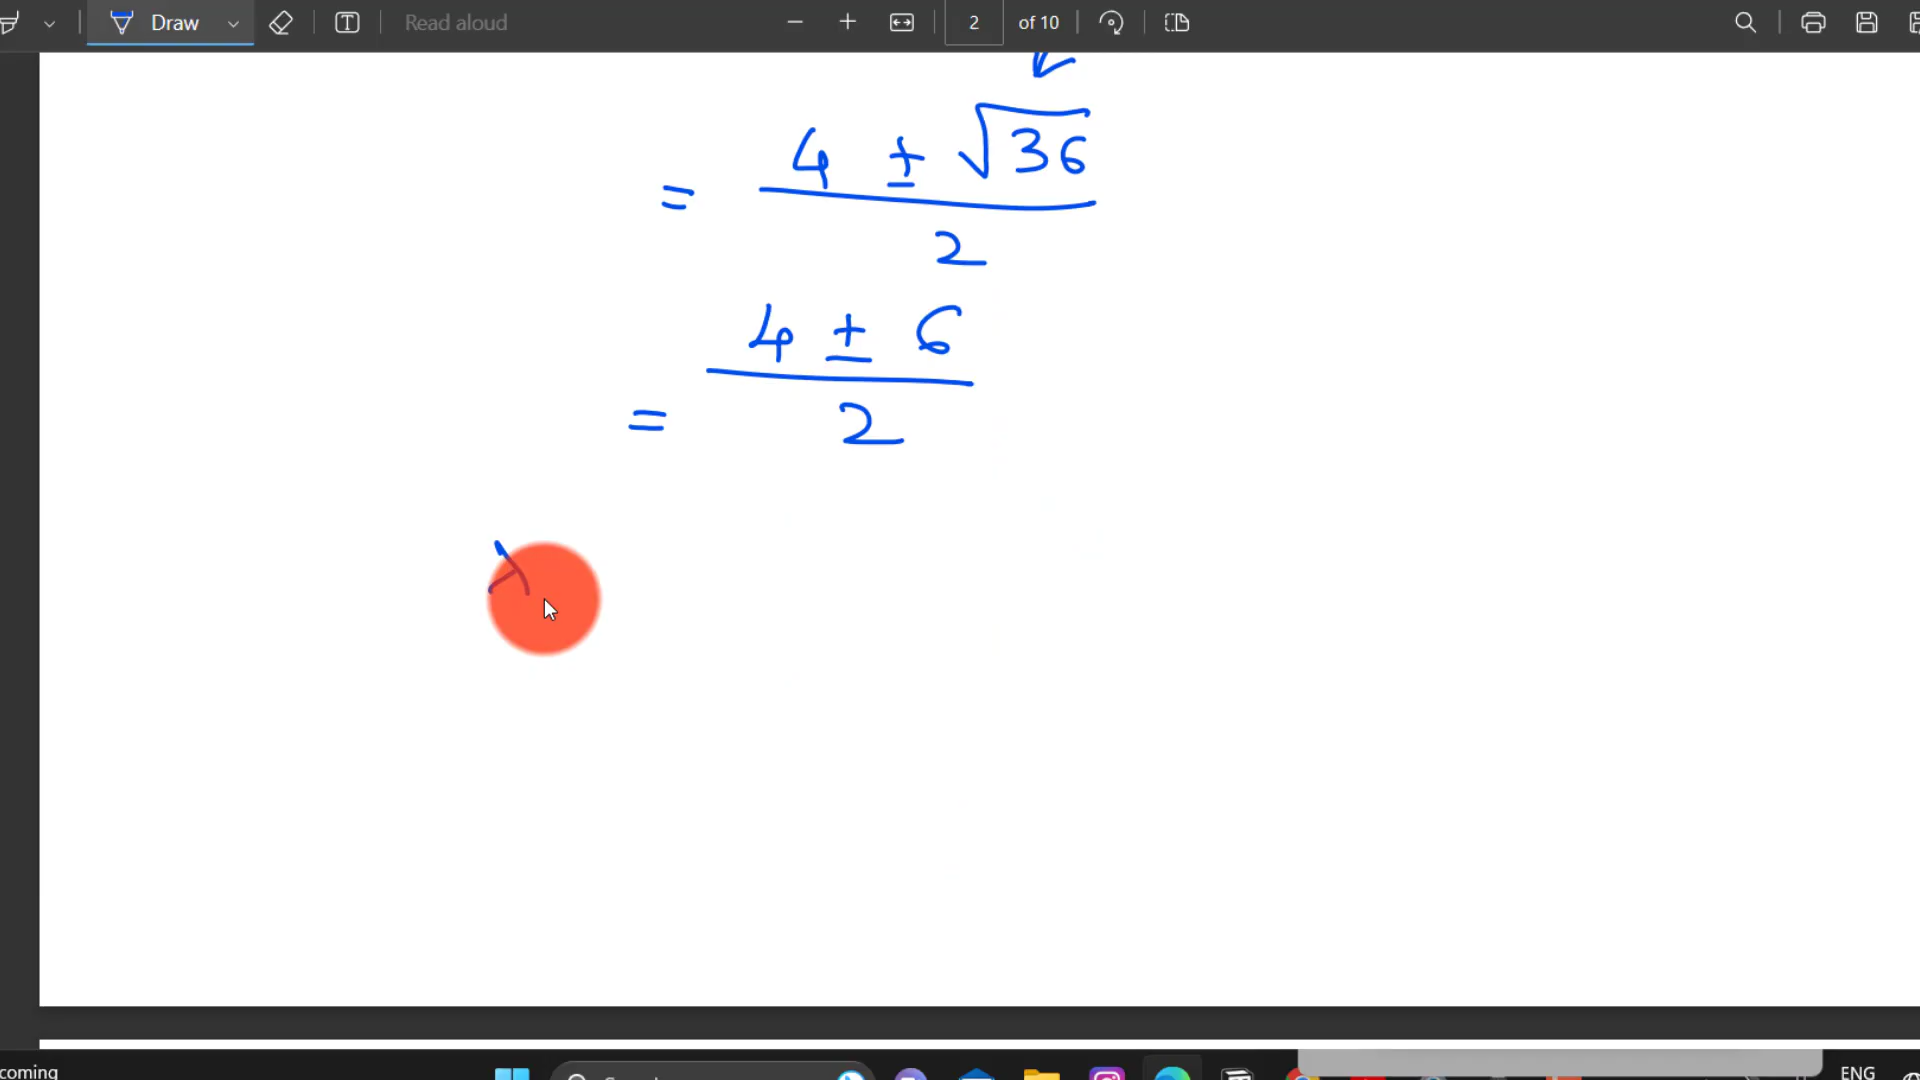 Draw Read aloud 2 of 10
= 4 ± √36
2
= 4 ± 6
2
λ
coming ENG